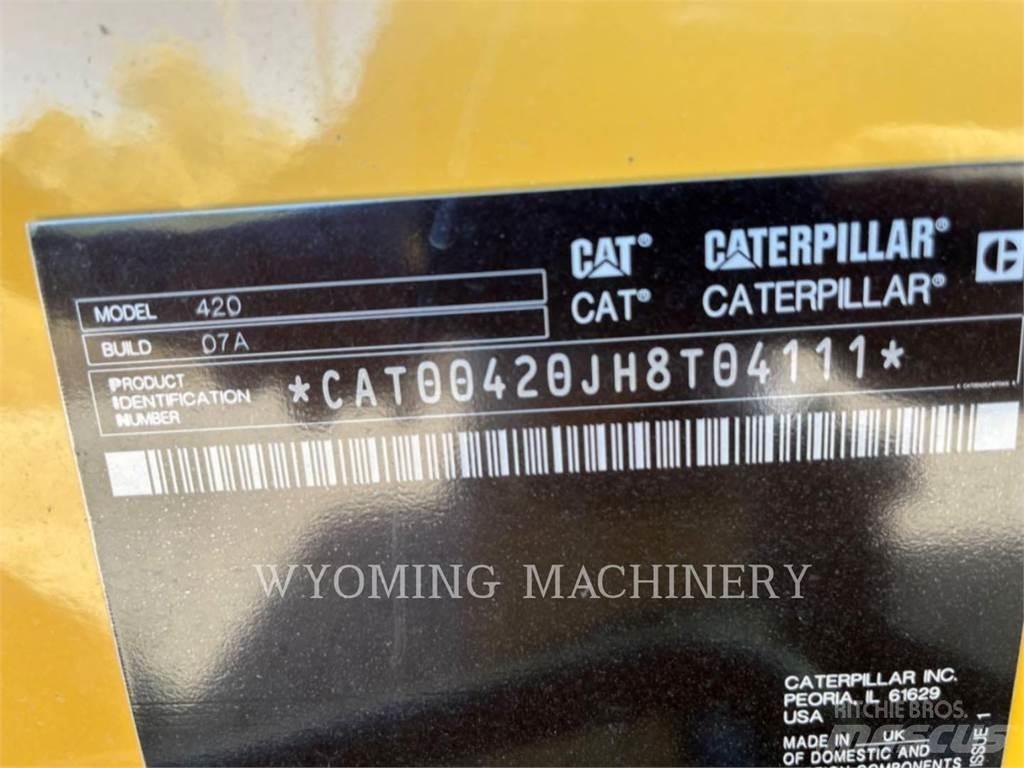 CAT® CATERPILLAR®
CAT® CATERPILLAR®
MODEL 420
BUILD 07A
PRODUCT
IDENTIFICATION
NUMBER
*CAT00420JH8T04111*
WYOMING MACHINERY
CATERPILLAR INC.
PEORIA, IL 61629
USA
MADE IN UK
OF DOMESTIC AND
COMPONENTS
ISSUE 1
RITCHIE BROS.
mascus